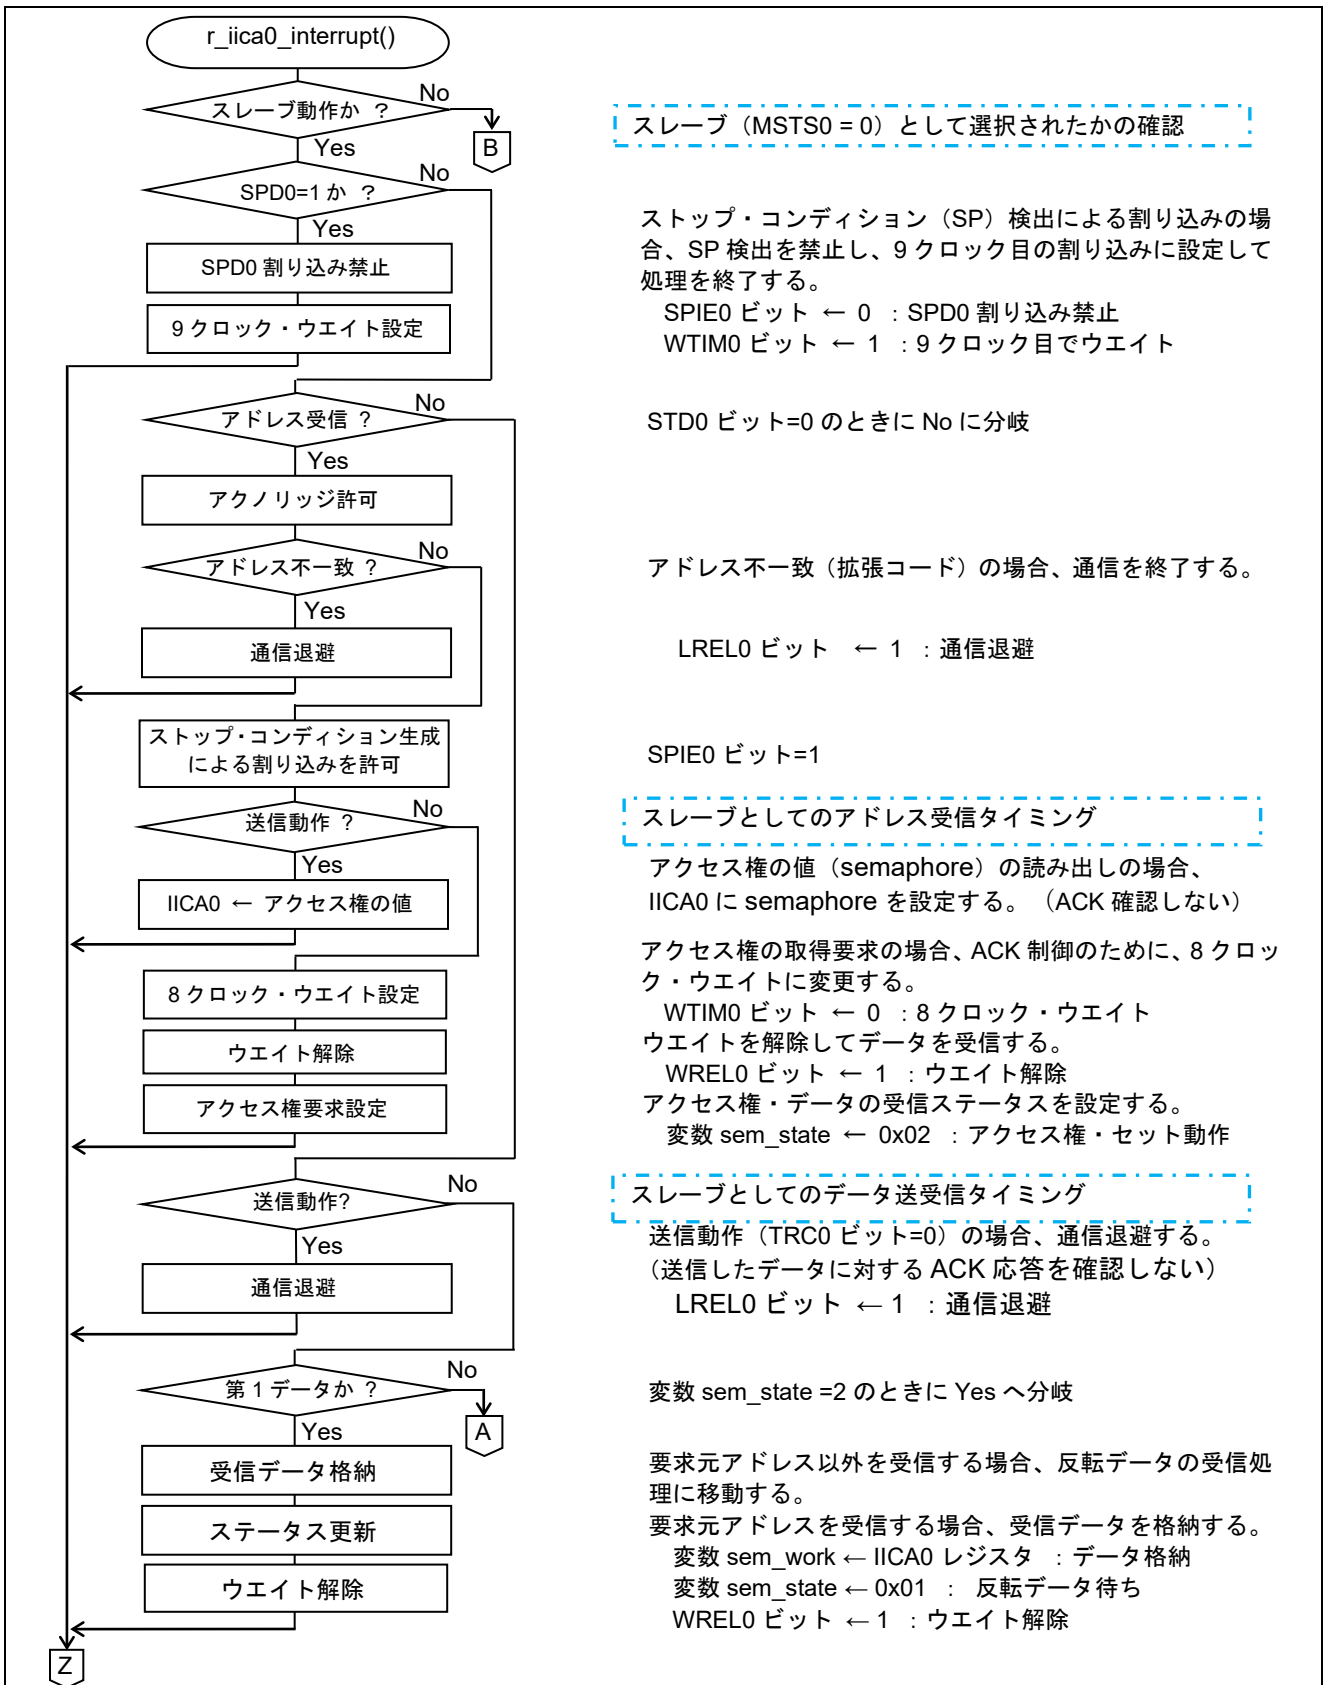 r_iica0_interrupt()
スレーブ動作か ？
No
スレーブ（MSTS0 = 0）として選択されたかの確認
B
Yes
SPD0=1 か ？
No
Yes
ストップ・コンディション（SP）検出による割り込みの場
合、SP 検出を禁止し、9 クロック目の割り込みに設定して
処理を終了する。
SPD0 割り込み禁止
SPIE0 ビット ← 0 ：SPD0 割り込み禁止
9 クロック・ウエイト設定
WTIM0 ビット ← 1 ：9 クロック目でウエイト
アドレス受信 ？
No
STD0 ビット=0 のときに No に分岐
Yes
アクノリッジ許可
アドレス不一致 ？
No
アドレス不一致（拡張コード）の場合、通信を終了する。
Yes
通信退避
LREL0 ビット ← 1 ：通信退避
ストップ・コンディション生成
による割り込みを許可
SPIE0 ビット=1
送信動作 ？
No
スレーブとしてのアドレス受信タイミング
Yes
アクセス権の値（semaphore）の読み出しの場合、
IICA0 に semaphore を設定する。（ACK 確認しない）
IICA0 ← アクセス権の値
アクセス権の取得要求の場合、ACK 制御のために、8 クロッ
ク・ウエイトに変更する。
8 クロック・ウエイト設定
WTIM0 ビット ← 0 ：8 クロック・ウエイト
ウエイトを解除してデータを受信する。
ウエイト解除
WREL0 ビット ← 1 ：ウエイト解除
アクセス権要求設定
アクセス権・データの受信ステータスを設定する。
変数 sem_state ← 0x02 ：アクセス権・セット動作
送信動作?
No
スレーブとしてのデータ送受信タイミング
Yes
送信動作（TRC0 ビット=0）の場合、通信退避する。
（送信したデータに対する ACK 応答を確認しない）
通信退避
LREL0 ビット ← 1 ：通信退避
第 1 データか ？
No
変数 sem_state =2 のときに Yes へ分岐
A
Yes
受信データ格納
要求元アドレス以外を受信する場合、反転データの受信処
理に移動する。
ステータス更新
要求元アドレスを受信する場合、受信データを格納する。
変数 sem_work ← IICA0 レジスタ ：データ格納
ウエイト解除
変数 sem_state ← 0x01 ： 反転データ待ち
WREL0 ビット ← 1 ：ウエイト解除
Z